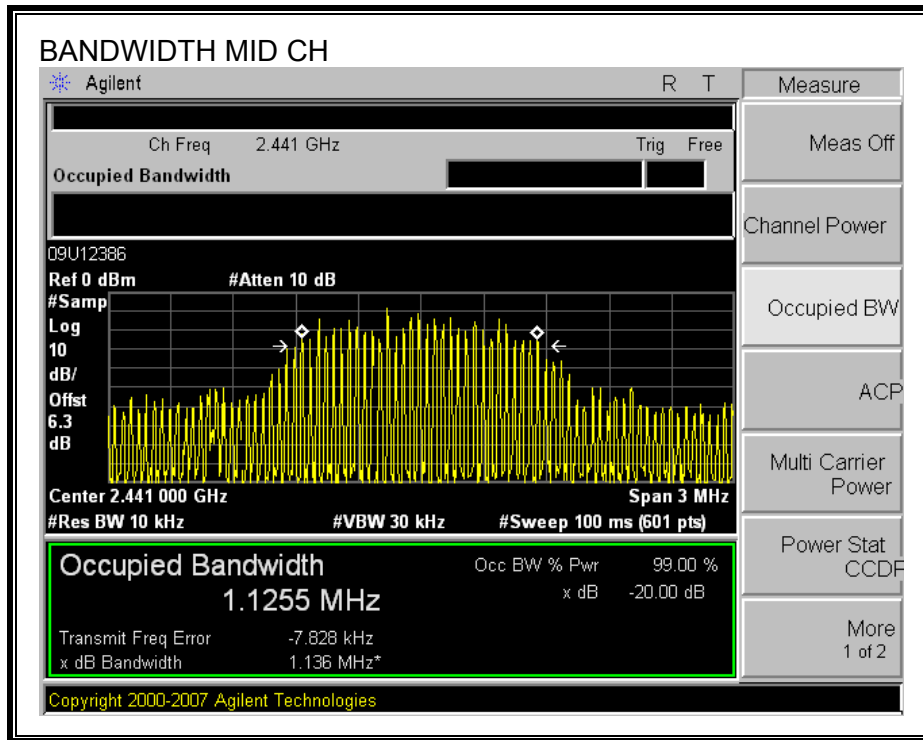 BANDWIDTH MID CH
Agilent R T
Measure
Ch Freq 2.441 GHz Trig Free
Occupied Bandwidth
Meas Off
Channel Power
Occupied BW
ACP
Multi Carrier
Power
Power Stat
CCDF
More
1 of 2
09U12386
Ref 0 dBm #Atten 10 dB
#Samp
Log
10
dB/
Offst
6.3
dB
Center 2.441 000 GHz Span 3 MHz
#Res BW 10 kHz #VBW 30 kHz #Sweep 100 ms (601 pts)
Occupied Bandwidth Occ BW % Pwr 99.00 %
1.1255 MHz x dB -20.00 dB
Transmit Freq Error -7.828 kHz
x dB Bandwidth 1.136 MHz*
Copyright 2000-2007 Agilent Technologies